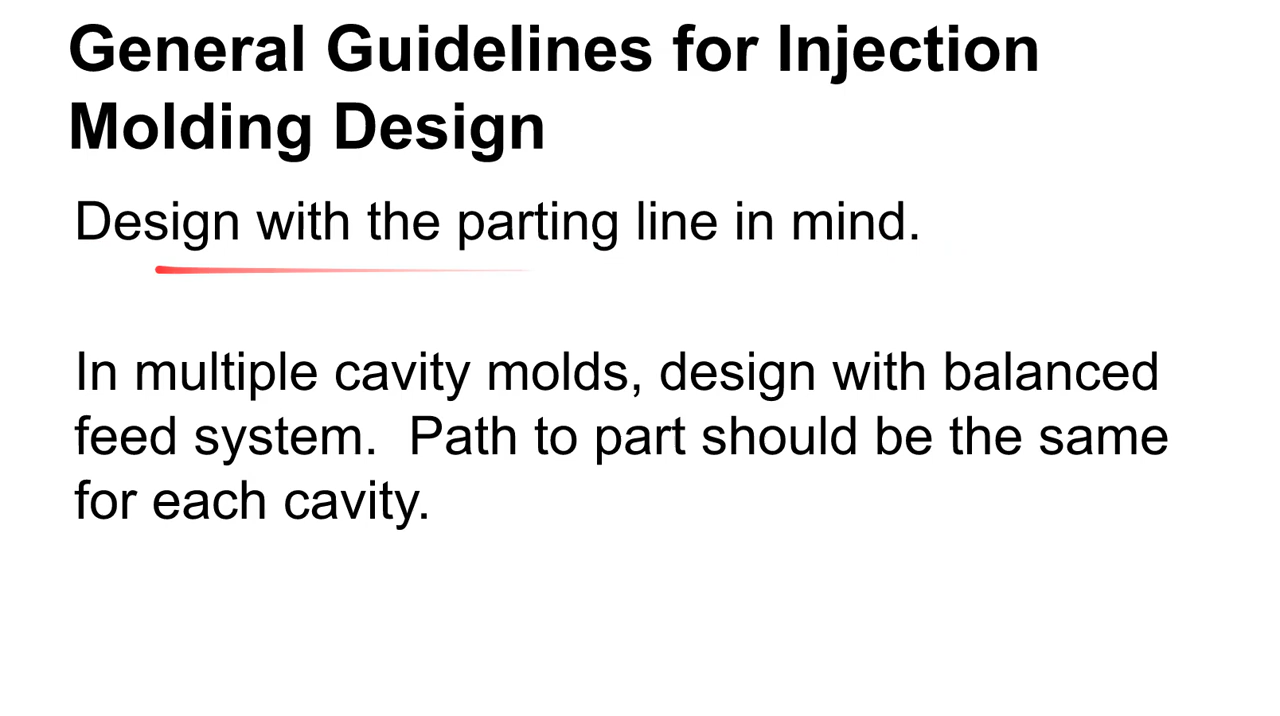 General Guidelines for Injection
Molding Design
Design with the parting line in mind.
In multiple cavity molds, design with balanced
feed system.  Path to part should be the same
for each cavity.